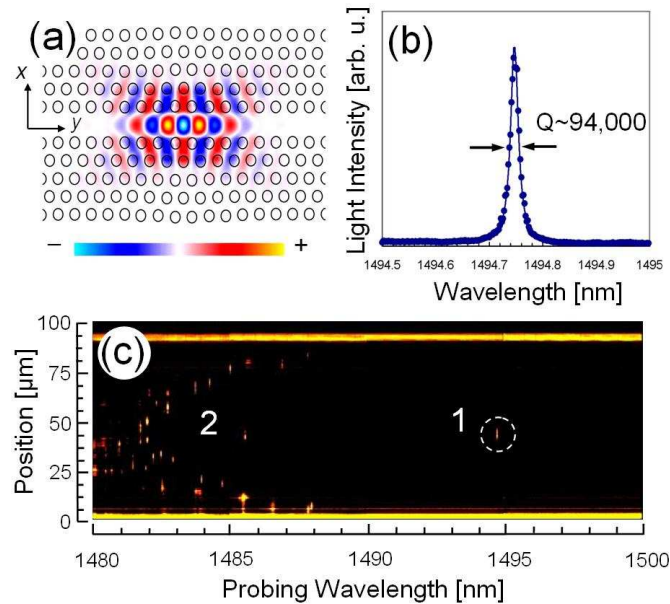 (a)
x
y
− +
(b)
Light Intensity [arb. u.]
Q~94,000
1494.5 1494.6 1494.7 1494.8 1494.9 1495
Wavelength [nm]
(c)
Position [µm]
100
75
50
25
0
2
1
1480 1485 1490 1495 1500
Probing Wavelength [nm]